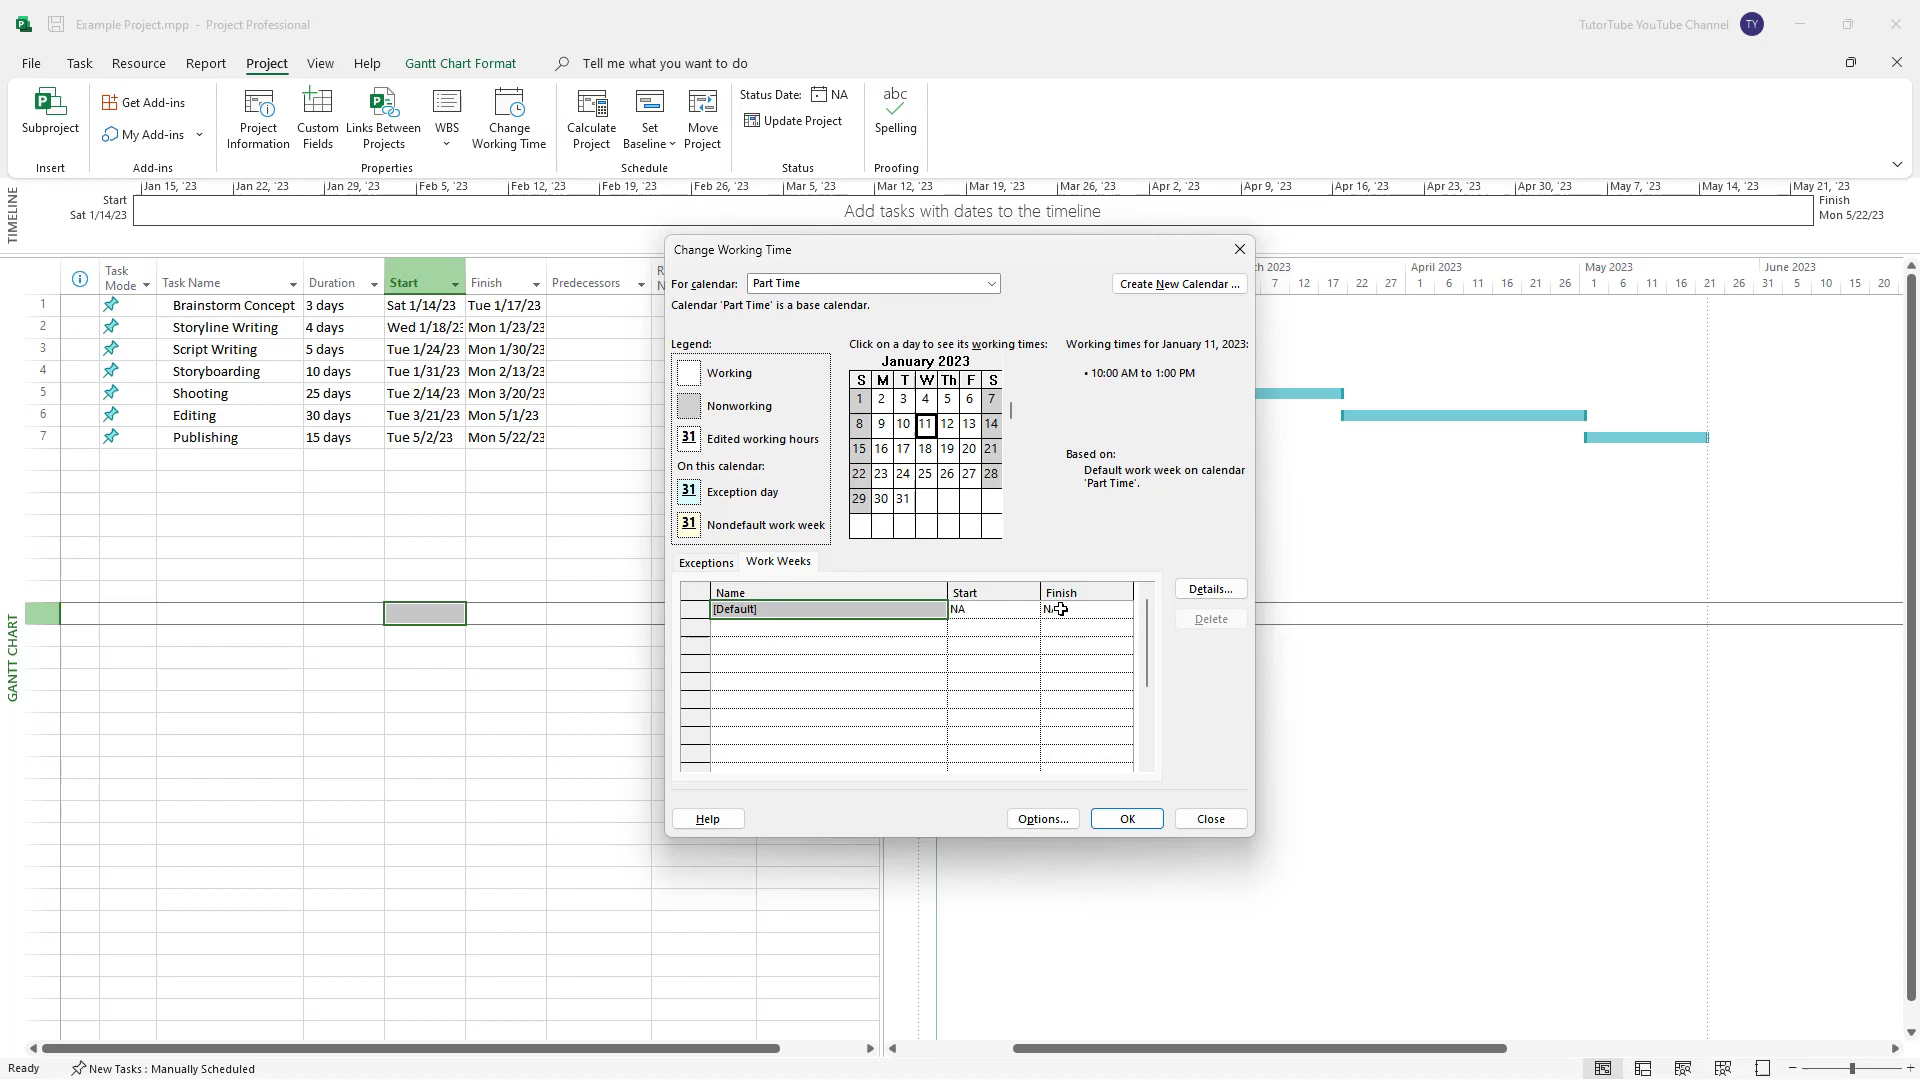 Example Project.mpp - Project Professional
TutorTube YouTube Channel TY
File Task Resource Report Project View Help Gantt Chart Format Tell me what you want to do
Subproject
Insert
Get Add-ins
My Add-ins
Add-ins
Project Information
Custom Fields
Links Between Projects
WBS
Change Working Time
Properties
Calculate Project
Set Baseline
Move Project
Schedule
Status Date: NA
Update Project
Status
abc
Spelling
Proofing
TIMELINE
Jan 15, '23 Jan 22, '23 Jan 29, '23 Feb 5, '23 Feb 12, '23 Feb 19, '23 Feb 26, '23 Mar 5, '23 Mar 12, '23 Mar 19, '23 Mar 26, '23 Apr 2, '23 Apr 9, '23 Apr 16, '23 Apr 23, '23 Apr 30, '23 May 7, '23 May 14, '23 May 21, '23
Start
Sat 1/14/23
Add tasks with dates to the timeline
Finish
Mon 5/22/23
GANTT CHART
Task Mode Task Name Duration Start Finish Predecessors R
N
1 Brainstorm Concept 3 days Sat 1/14/23 Tue 1/17/23
2 Storyline Writing 4 days Wed 1/18/23 Mon 1/23/23
3 Script Writing 5 days Tue 1/24/23 Mon 1/30/23
4 Storyboarding 10 days Tue 1/31/23 Mon 2/13/23
5 Shooting 25 days Tue 2/14/23 Mon 3/20/23
6 Editing 30 days Tue 3/21/23 Mon 5/1/23
7 Publishing 15 days Tue 5/2/23 Mon 5/22/23
Change Working Time
For calendar: Part Time
Create New Calendar ...
Calendar 'Part Time' is a base calendar.
Legend:
Working
Nonworking
31 Edited working hours
On this calendar:
31 Exception day
31 Nondefault work week
Click on a day to see its working times:
January 2023
S M T W Th F S
1 2 3 4 5 6 7
8 9 10 11 12 13 14
15 16 17 18 19 20 21
22 23 24 25 26 27 28
29 30 31
Working times for January 11, 2023:
• 10:00 AM to 1:00 PM
Based on:
Default work week on calendar
'Part Time'.
Exceptions Work Weeks
Name Start Finish
[Default] NA
Details...
Delete
Help Options... OK Close
ch 2023 April 2023 May 2023 June 2023
7 12 17 22 27 1 6 11 16 21 26 1 6 11 16 21 26 31 5 10 15 20
Ready New Tasks : Manually Scheduled